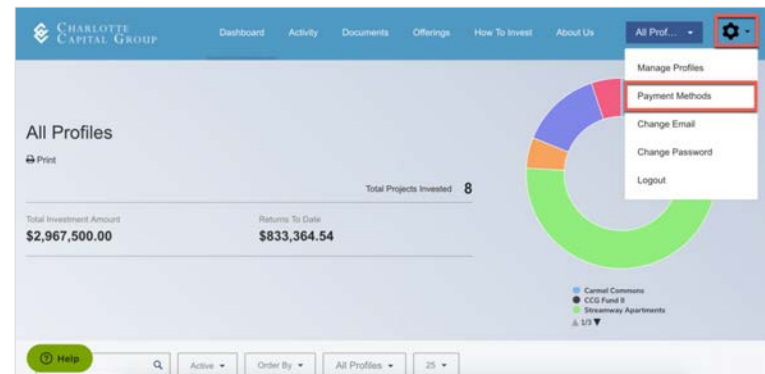 CHARLOTTE
CAPITAL GROUP
Dashboard Activity Documents Offerings How To Invest About Us All Prof...
Manage Profiles
Payment Methods
Change Email
Change Password
Logout
All Profiles
Print
Total Projects Invested 8
Total Investment Amount Returns To Date
$2,967,500.00 $833,364.54
Carmel Commons
CCG Fund II
Streamway Apartments
1/3
Help Active Order By All Profiles 25